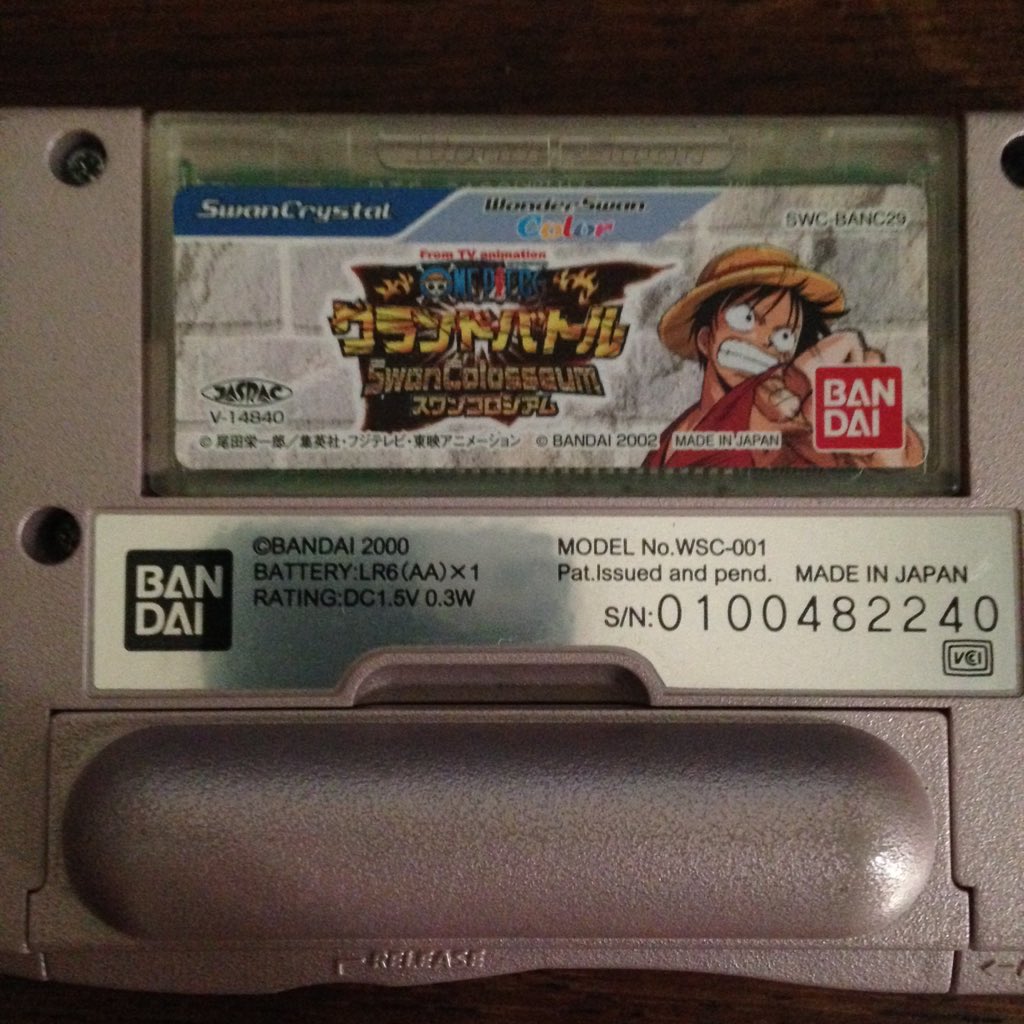 SwanCrystal
WonderSwan
Color
SWC-BANC29
From TV animation
ONE PIECE
グランドバトル
SwanColosseum
スワンコロシアム
JASRAC
V-14840
BAN
DAI
© 尾田栄一郎／集英社・フジテレビ・東映アニメーション © BANDAI 2002 MADE IN JAPAN
BAN
DAI
©BANDAI 2000
BATTERY:LR6(AA)×1
RATING:DC1.5V 0.3W
MODEL No.WSC-001
Pat.Issued and pend. MADE IN JAPAN
S/N:0100482240
VCCI
RELEASE